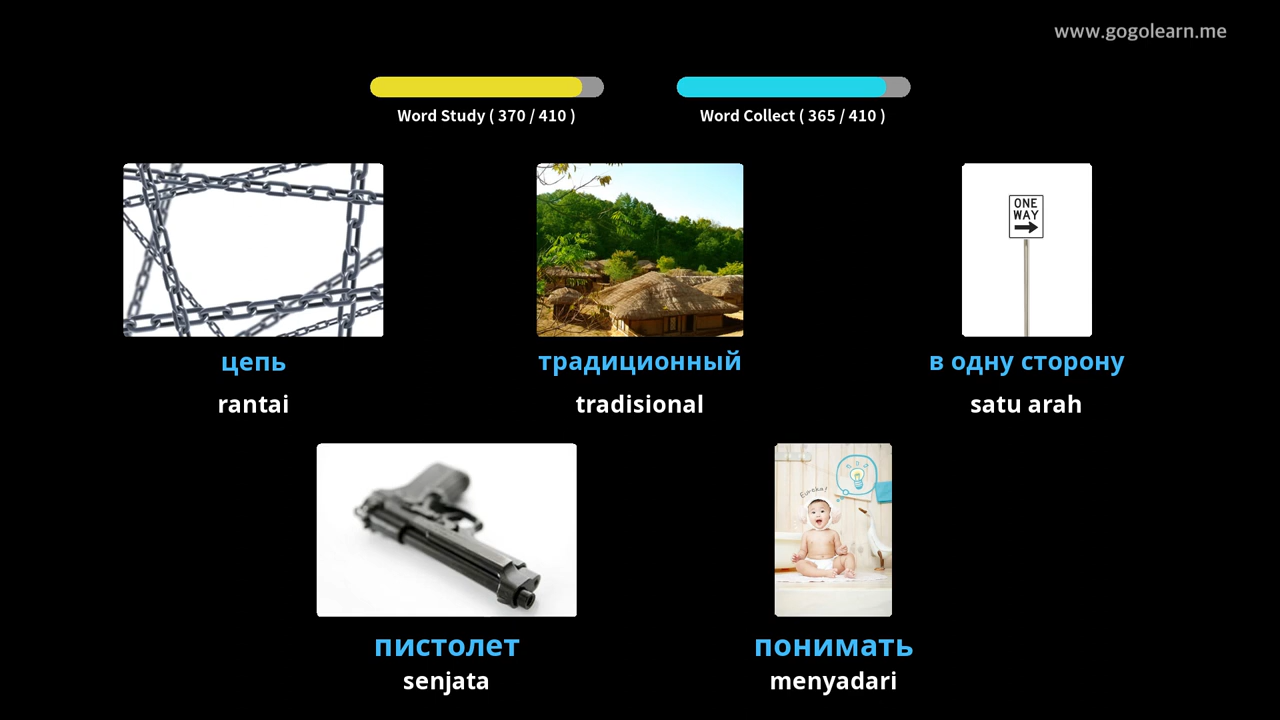 www.gogolearn.me
Word Study ( 370 / 410 )
Word Collect ( 365 / 410 )
ONE
WAY
цепь
традиционный
в одну сторону
rantai
tradisional
satu arah
Eureka!
пистолет
понимать
senjata
menyadari